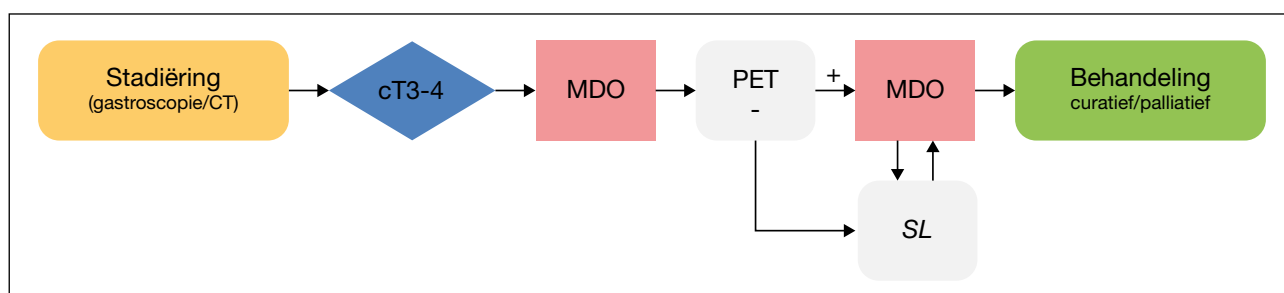 Stadiëring
(gastroscopie/CT)
cT3-4
MDO
PET
-
+
MDO
Behandeling
curatief/palliatief
SL